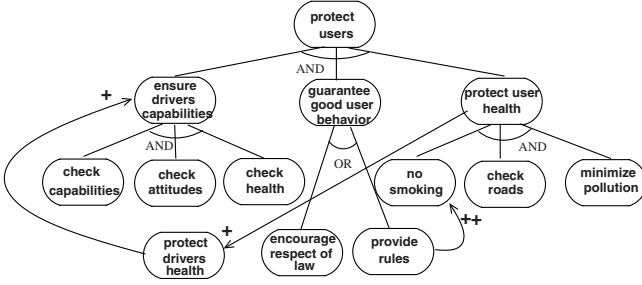 protect
users
AND
+
ensure
drivers
capabilities
guarantee
good user
behavior
protect user
health
AND
OR
AND
check
capabilities
check
attitudes
check
health
no
smoking
check
roads
minimize
pollution
++
+
protect
drivers
health
encourage
respect of
law
provide
rules